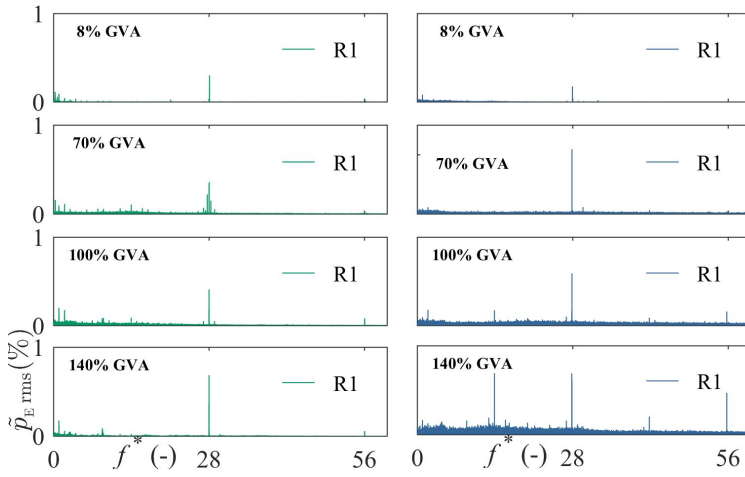 1
8% GVA
R1
0
1
70% GVA
R1
0
1
100% GVA
R1
0
1
140% GVA
R1
0
p̃E rms (%)
0 28 56
f* (-)
8% GVA
R1
70% GVA
R1
100% GVA
R1
140% GVA
R1
0 28 56
f* (-)